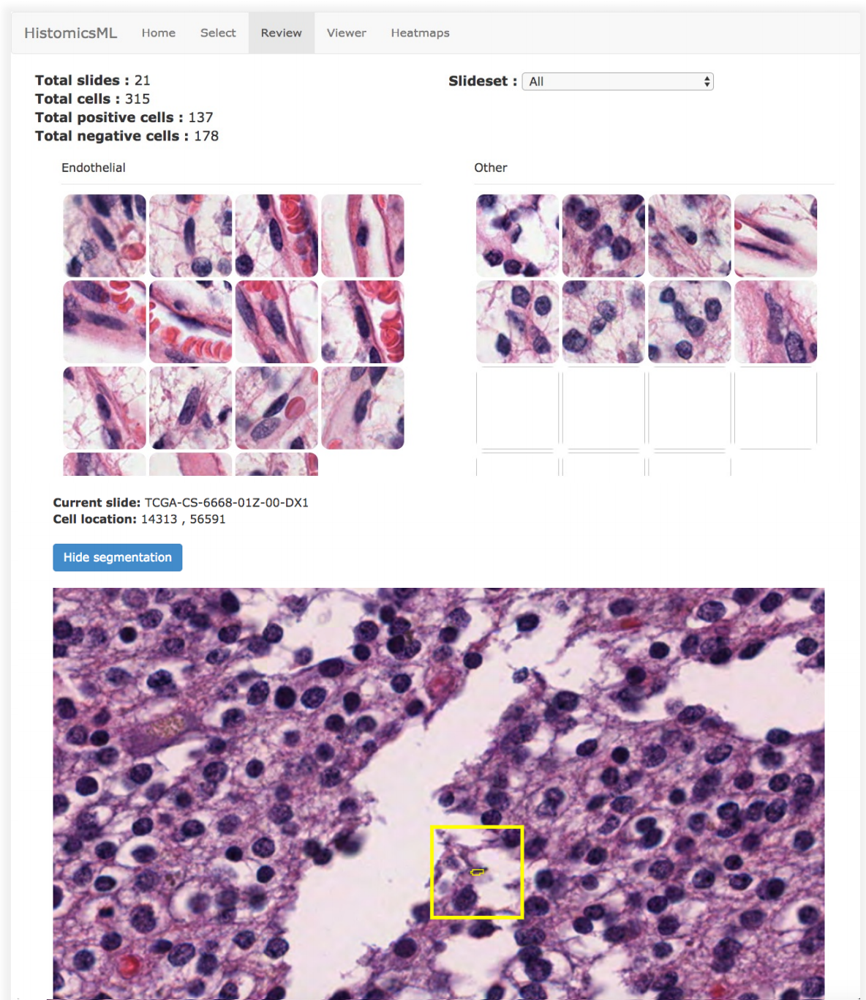 HistomicsML Home Select Review Viewer Heatmaps
Total slides : 21
Slideset : All
Total cells : 315
Total positive cells : 137
Total negative cells : 178
Endothelial
Other
Current slide: TCGA-CS-6668-01Z-00-DX1
Cell location: 14313 , 56591
Hide segmentation